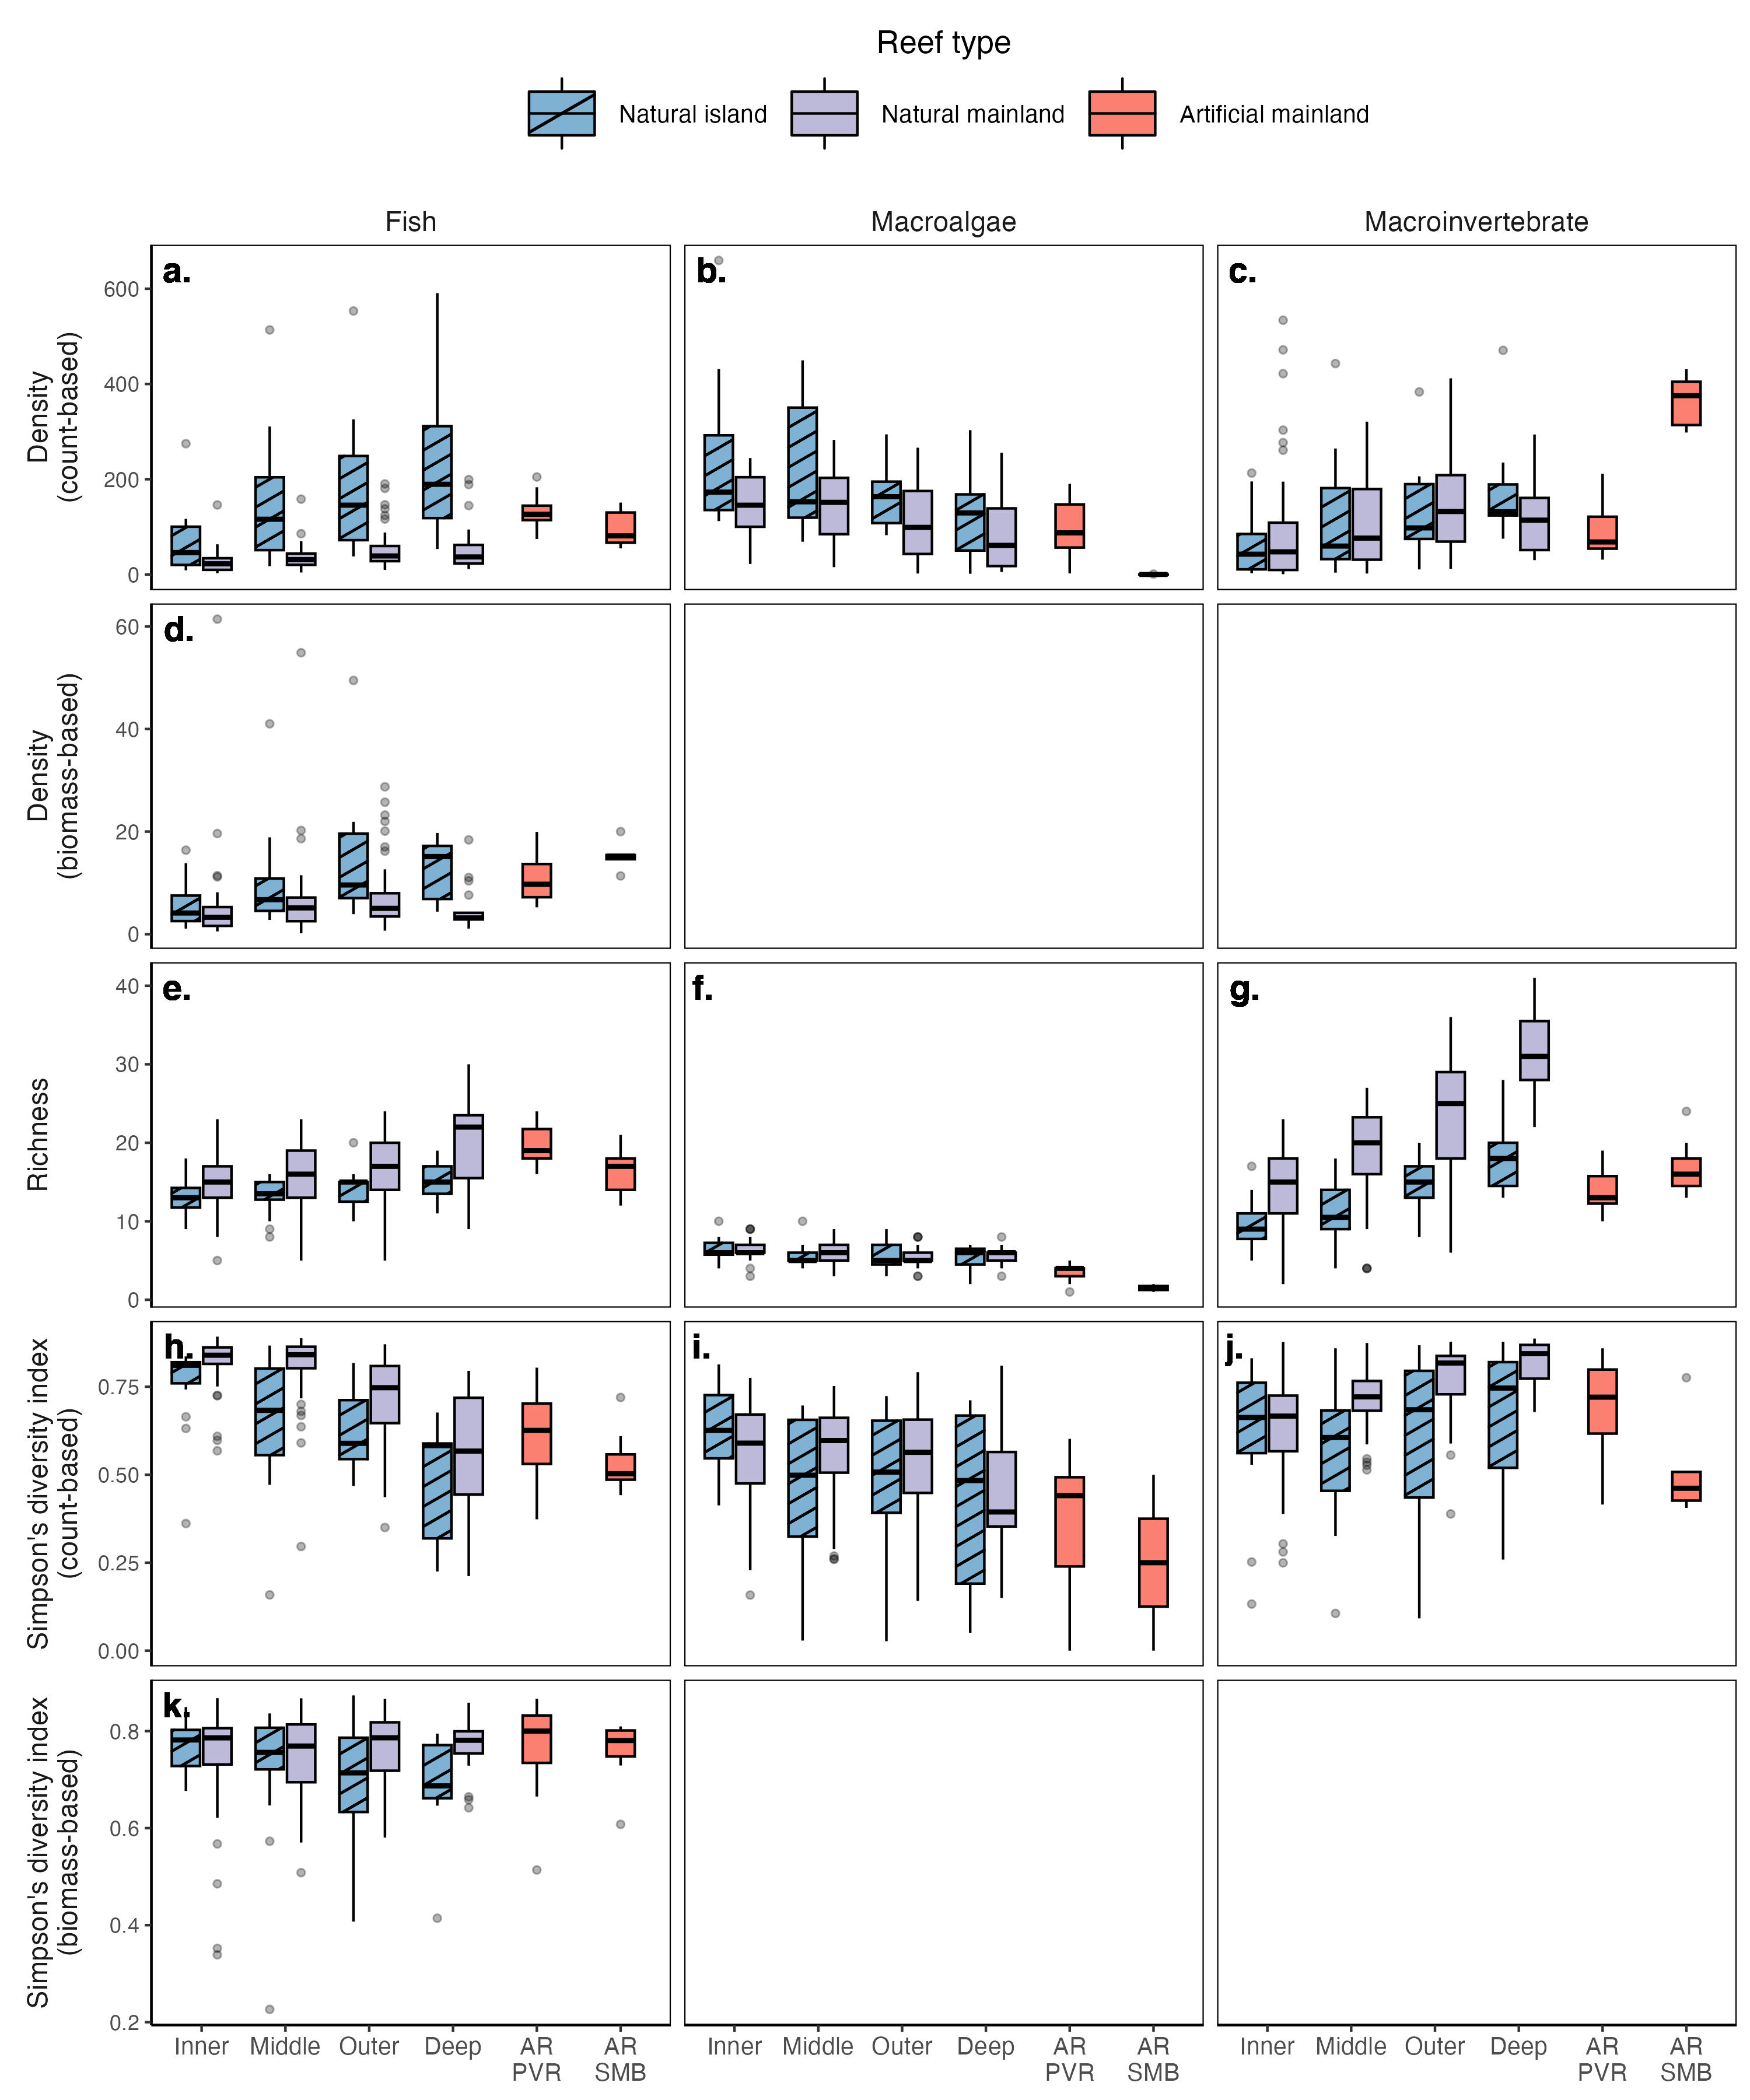 Reef type
Natural island Natural mainland Artificial mainland
Fish Macroalgae Macroinvertebrate
Density
(count-based)
a. b. c.
600
400
200
0
Density
(biomass-based)
d.
60
40
20
0
Richness
e. f. g.
40
30
20
10
0
Simpson's diversity index
(count-based)
h. i. j.
0.75
0.50
0.25
0.00
Simpson's diversity index
(biomass-based)
k.
0.8
0.6
0.4
0.2
Inner Middle Outer Deep AR AR Inner Middle Outer Deep AR AR Inner Middle Outer Deep AR AR
PVR SMB PVR SMB PVR SMB